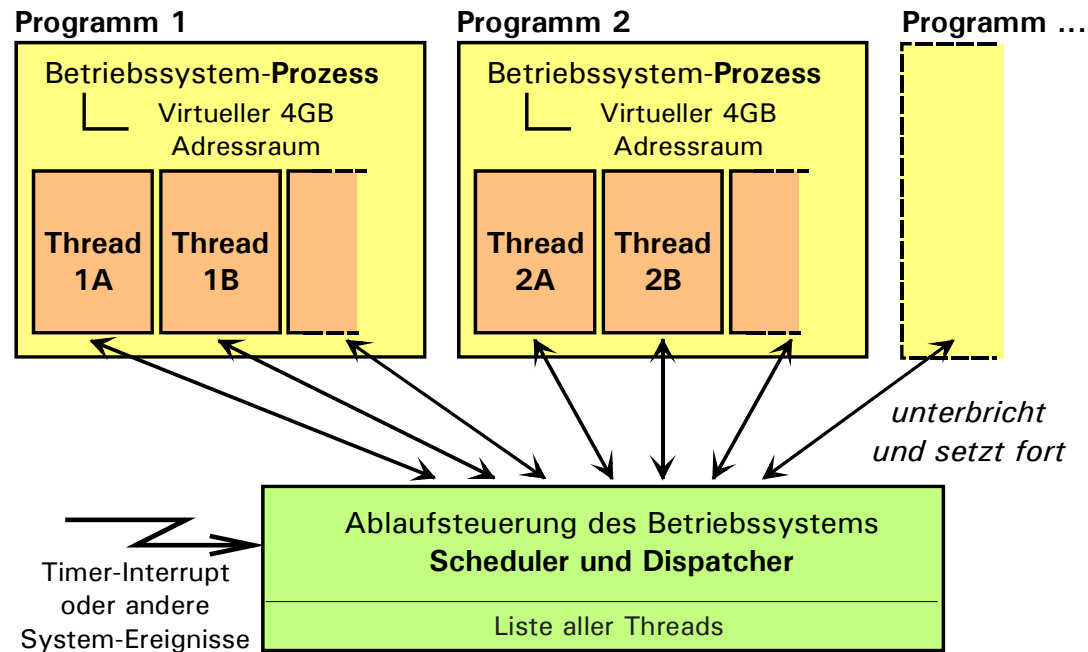 Programm 1
Betriebssystem-Prozess
Virtueller 4GB
Adressraum
Thread
1A
Thread
1B
Programm 2
Betriebssystem-Prozess
Virtueller 4GB
Adressraum
Thread
2A
Thread
2B
Programm ...
unterbricht
und setzt fort
Timer-Interrupt
oder andere
System-Ereignisse
Ablaufsteuerung des Betriebssystems
Scheduler und Dispatcher
Liste aller Threads